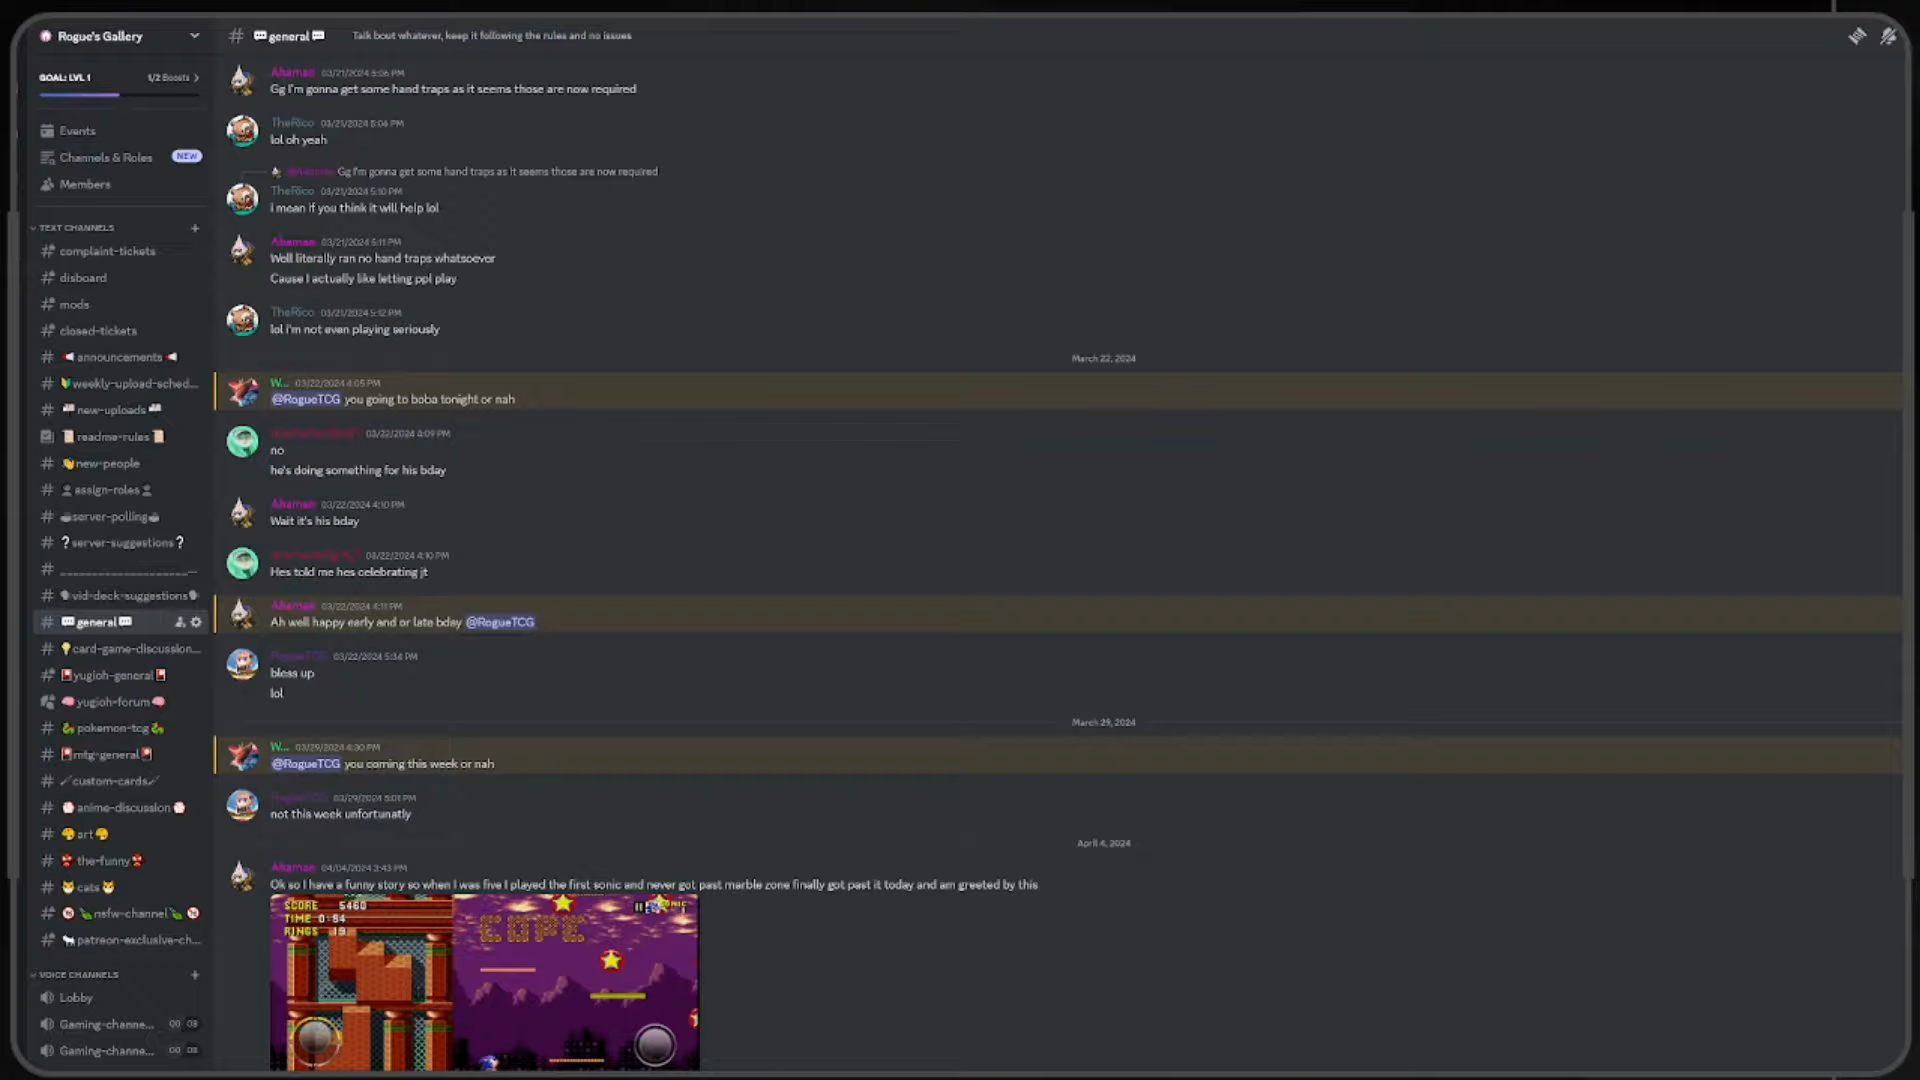 Rogue's Gallery
GOAL: LVL 1
1/2 Boosts
Events
Channels & Roles
NEW
Members
TEXT CHANNELS
complaint-tickets
disboard
mods
closed-tickets
announcements
weekly-upload-sched...
new-uploads
readme-rules
new-people
assign-roles
server-polling
?server-suggestions?
vid-deck-suggestions
general
card-game-discussion...
yugioh-general
yugioh-forum
pokemon-tcg
mtg-general
custom-cards
anime-discussion
art
the-funny
cats
nsfw-channel
patreon-exclusive-ch...
VOICE CHANNELS
Lobby
Gaming-channe... 00 08
Gaming-channe... 00 08
general
Talk bout whatever, keep it following the rules and no issues
Ahaman 03/21/2024 5:06 PM
Gg I'm gonna get some hand traps as it seems those are now required
TheRico 03/21/2024 5:06 PM
lol oh yeah
@Ahaman Gg I'm gonna get some hand traps as it seems those are now required
TheRico 03/21/2024 5:10 PM
i mean if you think it will help lol
Ahaman 03/21/2024 5:11 PM
Well literally ran no hand traps whatsoever
Cause I actually like letting ppl play
TheRico 03/21/2024 5:12 PM
lol i'm not even playing seriously
March 22, 2024
W... 03/22/2024 4:05 PM
@RogueTCG you going to boba tonight or nah
03/22/2024 4:09 PM
no
he's doing something for his bday
Ahaman 03/22/2024 4:10 PM
Wait it's his bday
03/22/2024 4:10 PM
Hes told me hes celebrating jt
Ahaman 03/22/2024 4:11 PM
Ah well happy early and or late bday @RogueTCG
RogueTCG 03/22/2024 5:34 PM
bless up
lol
March 29, 2024
W... 03/29/2024 4:30 PM
@RogueTCG you coming this week or nah
RogueTCG 03/29/2024 5:01 PM
not this week unfortunatly
April 4, 2024
Ahaman 04/04/2024 3:43 PM
Ok so I have a funny story so when I was five I played the first sonic and never got past marble zone finally got past it today and am greeted by this
SCORE 5460
TIME 0:54
RINGS 19
COPE
SONIC